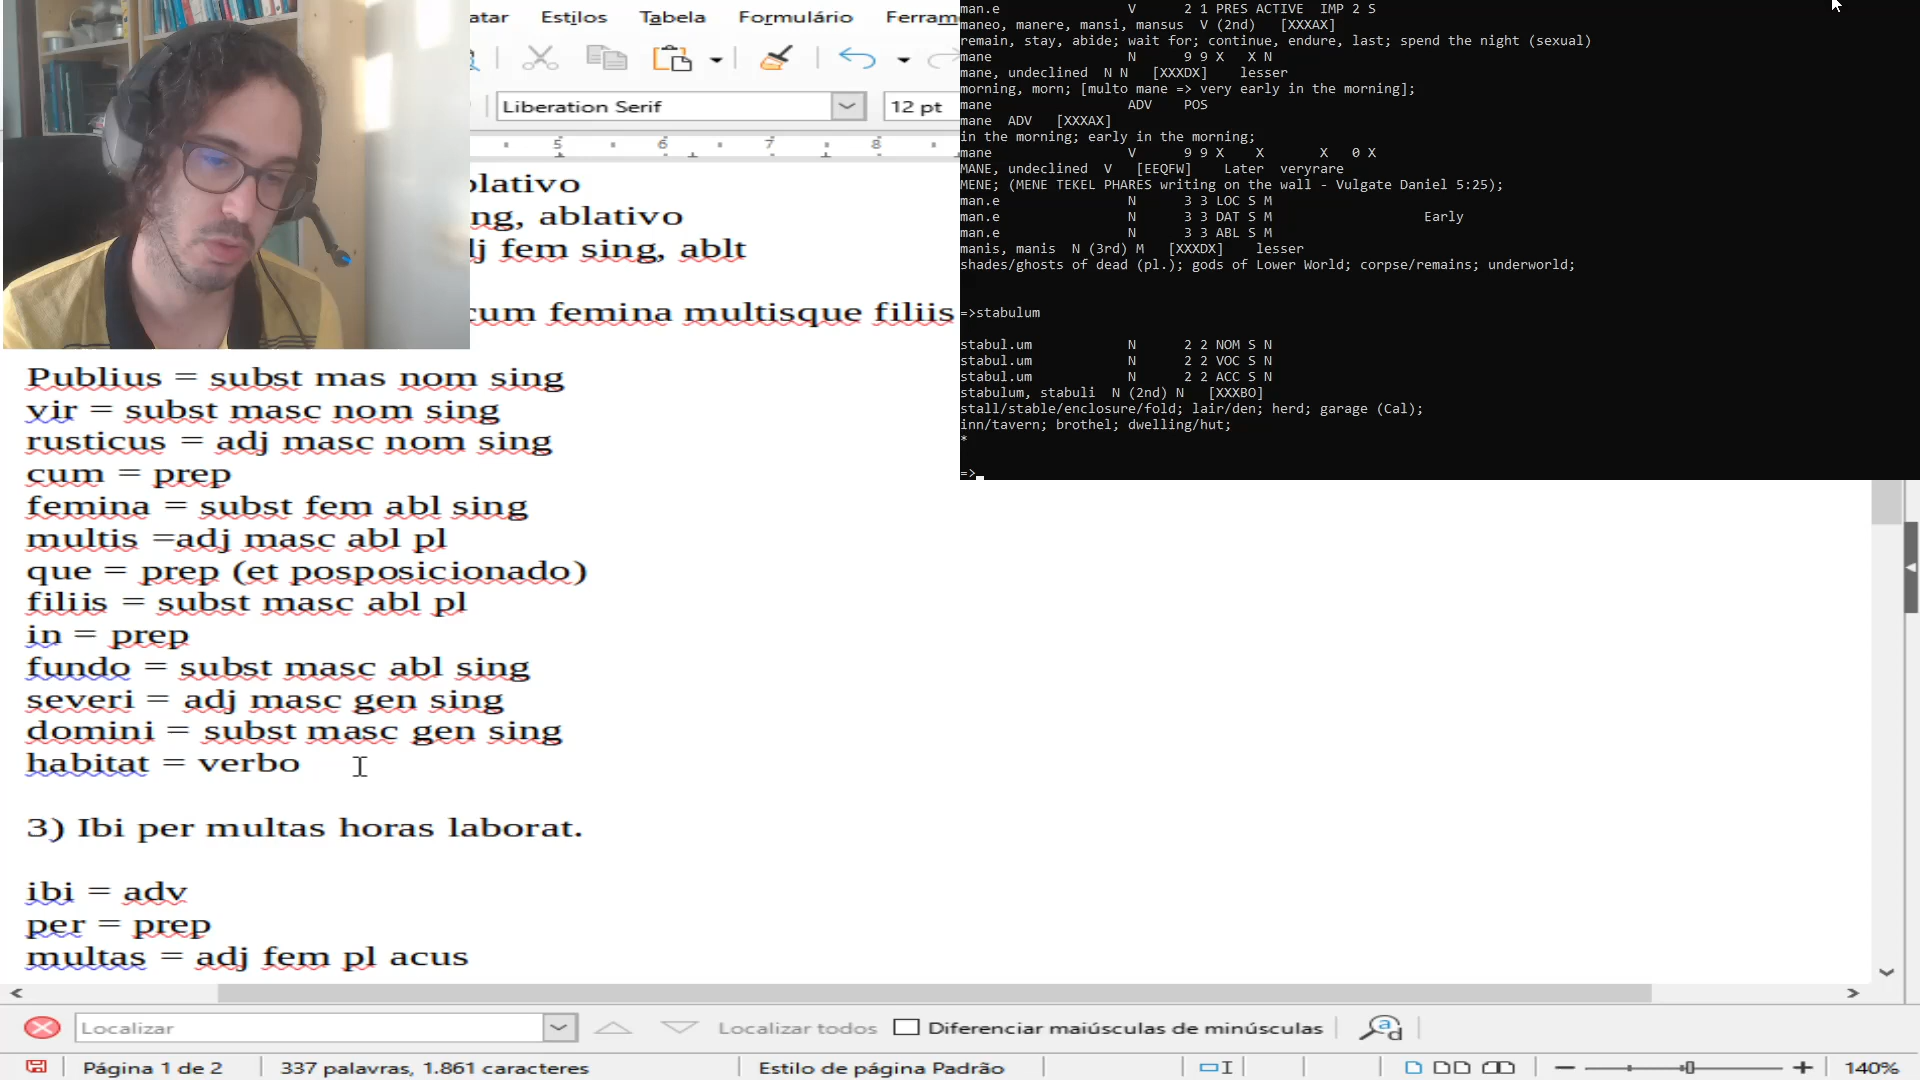 atar Estilos Tabela Formulário Ferram
Liberation Serif 12 pt
5 6 7 8
lativo
ng, ablativo
j fem sing, ablt
cum femina multisque filiis
Publius = subst mas nom sing
vir = subst masc nom sing
rusticus = adj masc nom sing
cum = prep
femina = subst fem abl sing
multis =adj masc abl pl
que = prep (et posposicionado)
filiis = subst masc abl pl
in = prep
fundo = subst masc abl sing
severi = adj masc gen sing
domini = subst masc gen sing
habitat = verbo
3) Ibi per multas horas laborat.
ibi = adv
per = prep
multas = adj fem pl acus
man.e V 2 1 PRES ACTIVE IMP 2 S
maneo, manere, mansi, mansus V (2nd) [XXXAX]
remain, stay, abide; wait for; continue, endure, last; spend the night (sexual)
mane N 9 9 X X N
mane, undeclined N N [XXXDX] lesser
morning, morn; [multo mane => very early in the morning];
mane ADV POS
mane ADV [XXXAX]
in the morning; early in the morning;
mane V 9 9 X X X 0 X
MANE, undeclined V [EEQFW] Later veryrare
MENE; (MENE TEKEL PHARES writing on the wall - Vulgate Daniel 5:25);
man.e N 3 3 LOC S M
man.e N 3 3 DAT S M Early
man.e N 3 3 ABL S M
manis, manis N (3rd) M [XXXDX] lesser
shades/ghosts of dead (pl.); gods of Lower World; corpse/remains; underworld;
=>stabulum
stabul.um N 2 2 NOM S N
stabul.um N 2 2 VOC S N
stabul.um N 2 2 ACC S N
stabulum, stabuli N (2nd) N [XXXBO]
stall/stable/enclosure/fold; lair/den; herd; garage (Cal);
inn/tavern; brothel; dwelling/hut;
*
=>
Localizar Localizar todos Diferenciar maiúsculas de minúsculas
Página 1 de 2 337 palavras, 1.861 caracteres Estilo de página Padrão 140%